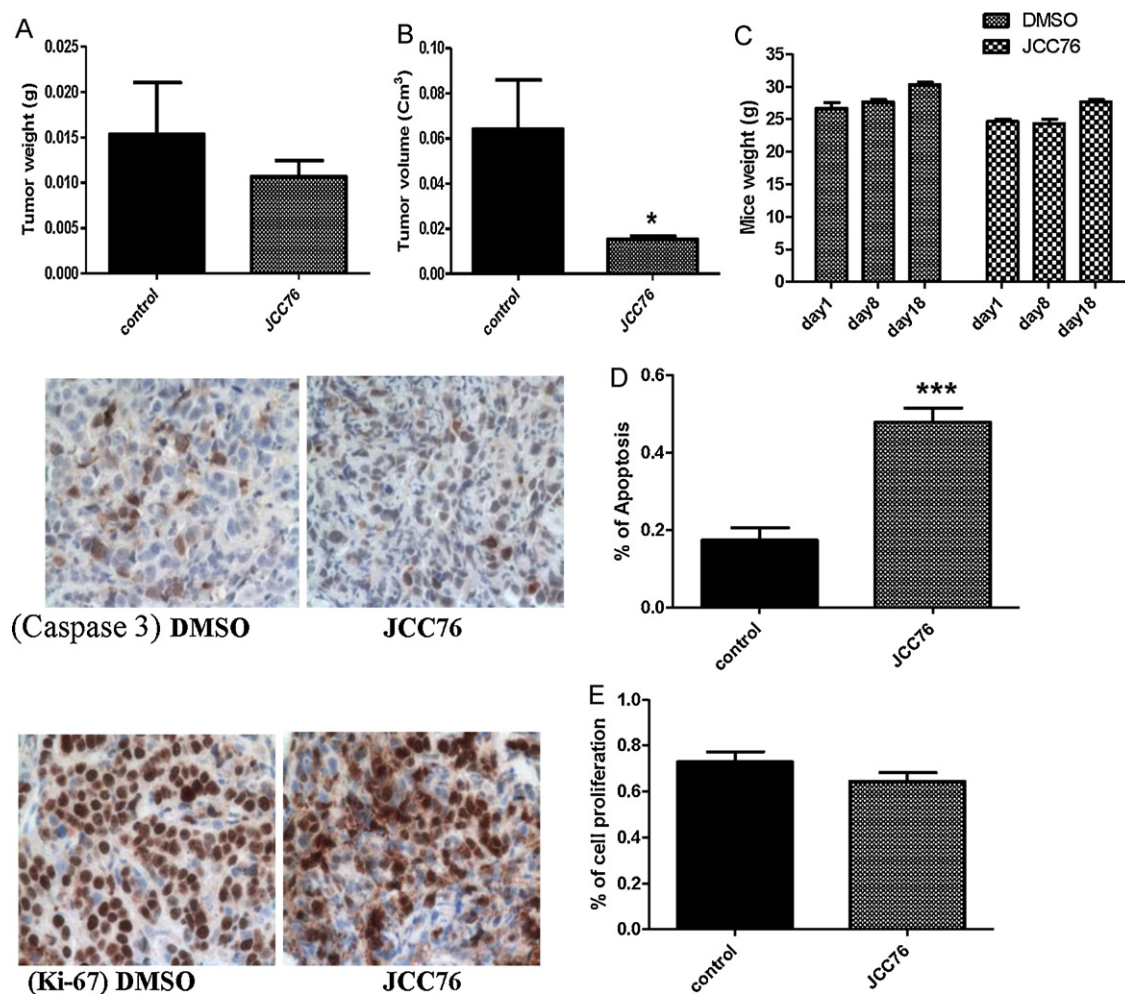 A
Tumor weight (g)
0.025
0.020
0.015
0.010
0.005
0.000
control
JCC76
B
Tumor volume (Cm³)
0.10
0.08
0.06
0.04
0.02
0.00
*
control
JCC76
C
DMSO
JCC76
Mice weight (g)
35
30
25
20
15
10
5
0
day1
day8
day18
day1
day8
day18
(Caspase 3) DMSO
JCC76
D
% of Apoptosis
0.6
0.4
0.2
0.0
***
control
JCC76
(Ki-67) DMSO
JCC76
E
% of cell proliferation
1.0
0.8
0.6
0.4
0.2
0.0
control
JCC76